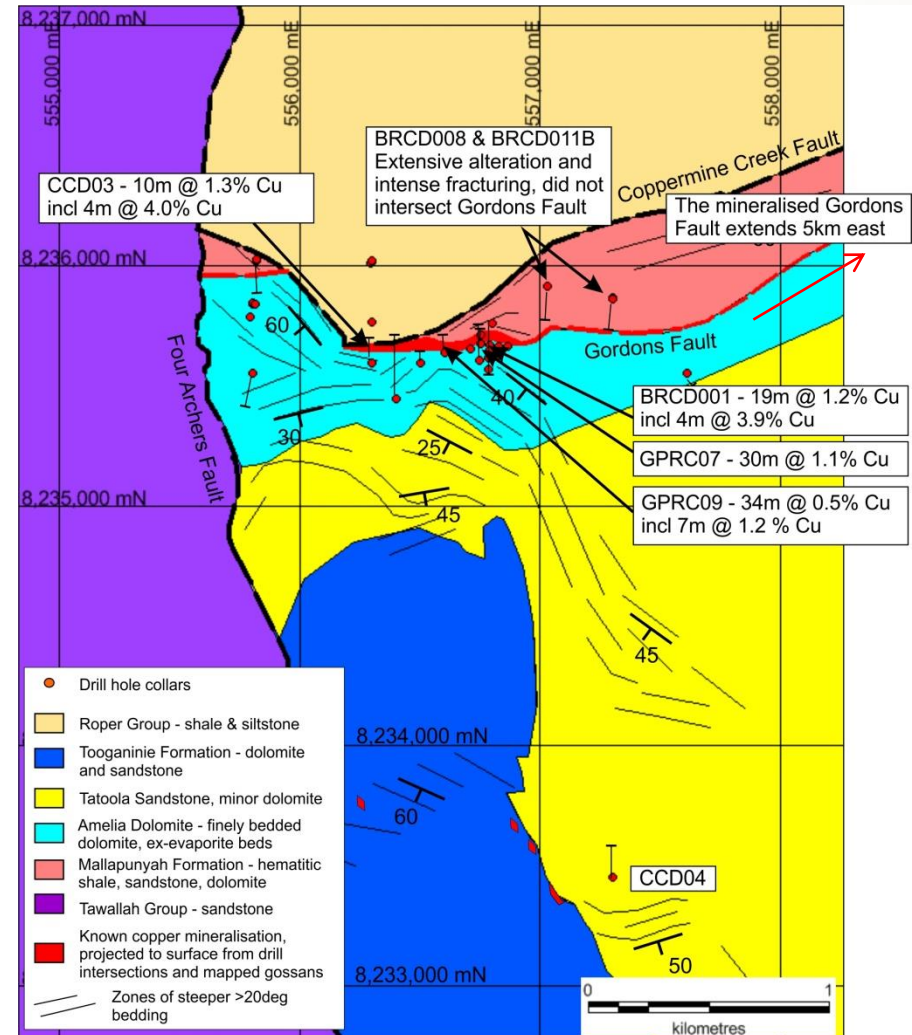 8,237,000 mN
555,000 mE
556,000 mE
557,000 mE
558,000 mE
BRCD008 & BRCD011B
Extensive alteration and
intense fracturing, did not
intersect Gordons Fault
Coppermine Creek Fault
CCD03 - 10m @ 1.3% Cu
incl 4m @ 4.0% Cu
The mineralised Gordons
Fault extends 5km east
8,236,000 mN
60
Gordons Fault
Four Archers Fault
40
BRCD001 - 19m @ 1.2% Cu
incl 4m @ 3.9% Cu
30
25
GPRC07 - 30m @ 1.1% Cu
8,235,000 mN
45
GPRC09 - 34m @ 0.5% Cu
incl 7m @ 1.2 % Cu
45
Drill hole collars
Roper Group - shale & siltstone
Tooganinie Formation - dolomite
and sandstone
Tatoola Sandstone, minor dolomite
Amelia Dolomite - finely bedded
dolomite, ex-evaporite beds
Mallapunyah Formation - hematitic
shale, sandstone, dolomite
Tawallah Group - sandstone
Known copper mineralisation,
projected to surface from drill
intersections and mapped gossans
Zones of steeper >20deg
bedding
8,234,000 mN
60
CCD04
50
8,233,000 mN
0 1
kilometres